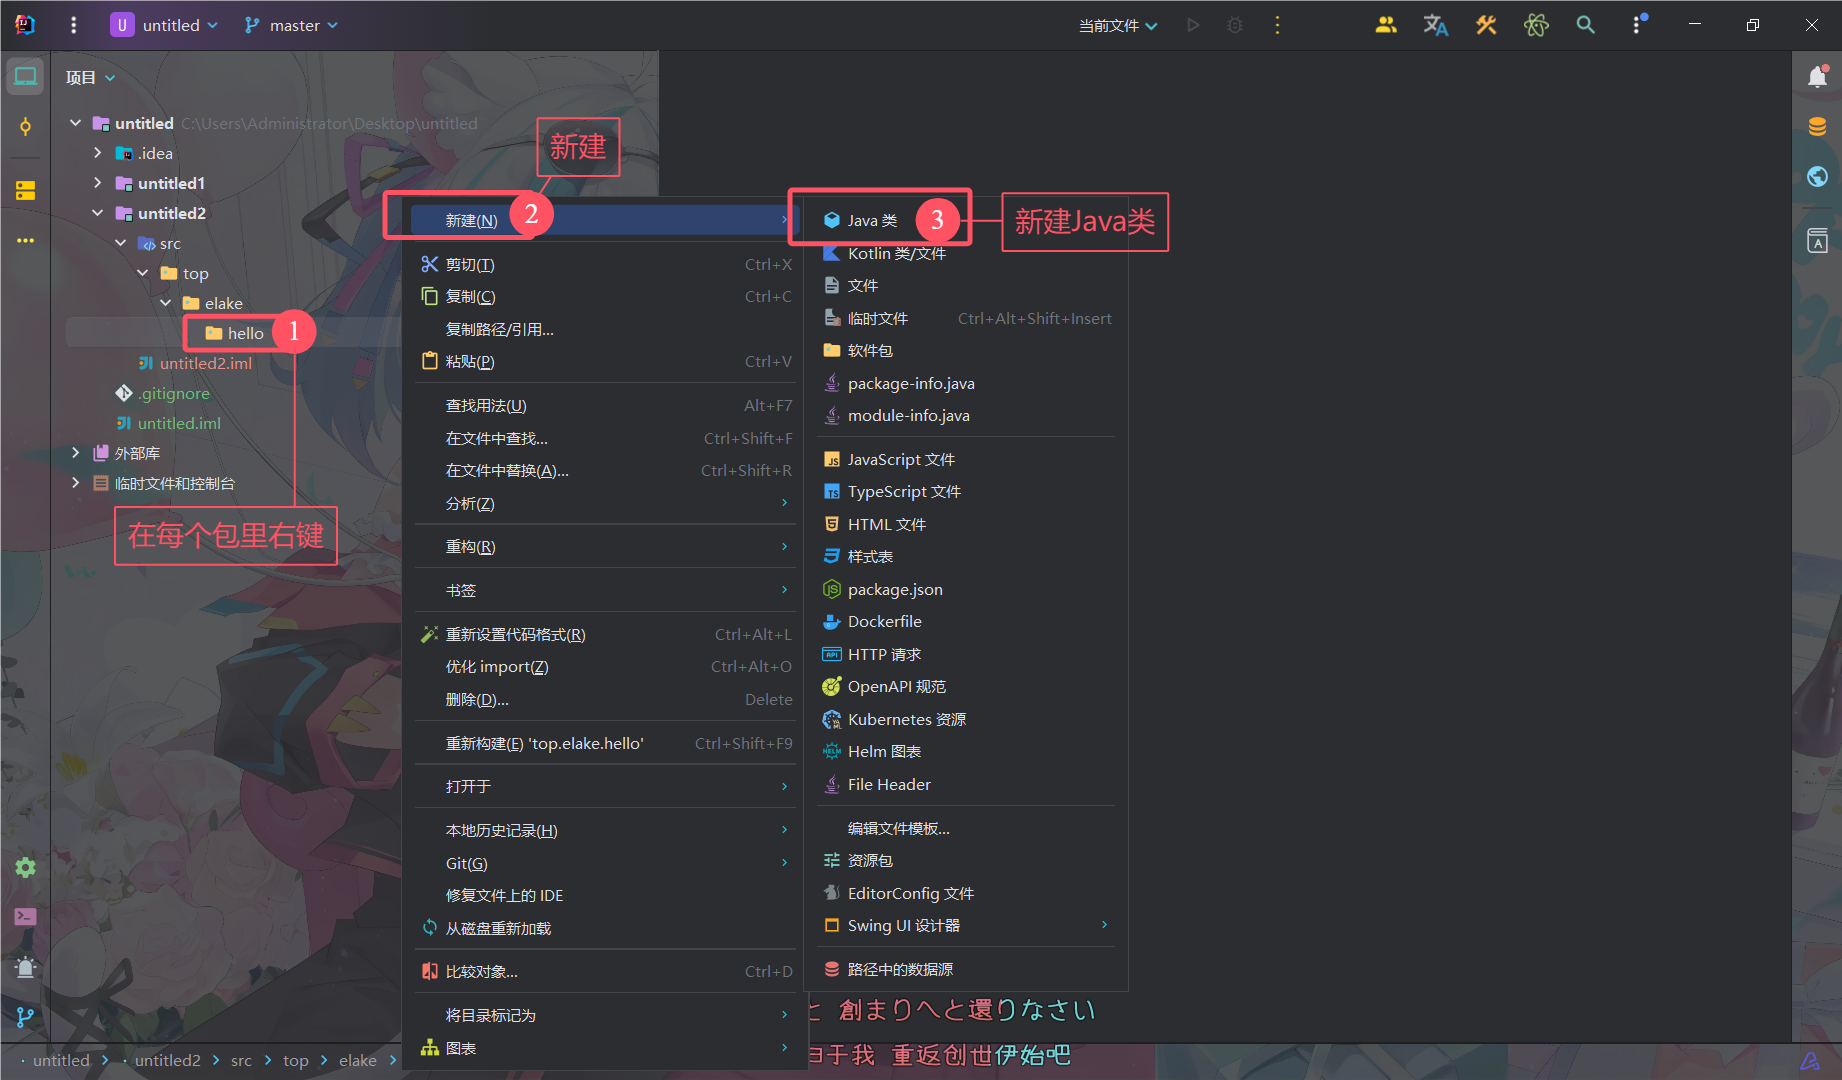 U untitled
master
当前文件
项目
untitled C:\Users\Administrator\Desktop\untitled
.idea
untitled1
untitled2
src
top
elake
hello
1
untitled2.iml
.gitignore
untitled.iml
外部库
临时文件和控制台
在每个包里右键
新建
新建(N)
2
剪切(T) Ctrl+X
复制(C) Ctrl+C
复制路径/引用...
粘贴(P) Ctrl+V
查找用法(U) Alt+F7
在文件中查找... Ctrl+Shift+F
在文件中替换(A)... Ctrl+Shift+R
分析(Z)
重构(R)
书签
重新设置代码格式(R) Ctrl+Alt+L
优化 import(Z) Ctrl+Alt+O
删除(D)... Delete
重新构建(E) 'top.elake.hello' Ctrl+Shift+F9
打开于
本地历史记录(H)
Git(G)
修复文件上的 IDE
从磁盘重新加载
比较对象... Ctrl+D
将目录标记为
图表
Java 类
3
新建Java类
Kotlin 类/文件
文件
临时文件 Ctrl+Alt+Shift+Insert
软件包
package-info.java
module-info.java
JS JavaScript 文件
TS TypeScript 文件
HTML 文件
样式表
package.json
Dockerfile
API HTTP 请求
OpenAPI 规范
Kubernetes 资源
HELM Helm 图表
File Header
编辑文件模板...
资源包
EditorConfig 文件
Swing UI 设计器
路径中的数据源
と 創まりへと還りなさい
归于我 重返创世伊始吧
untitled > untitled2 > src > top > elake >